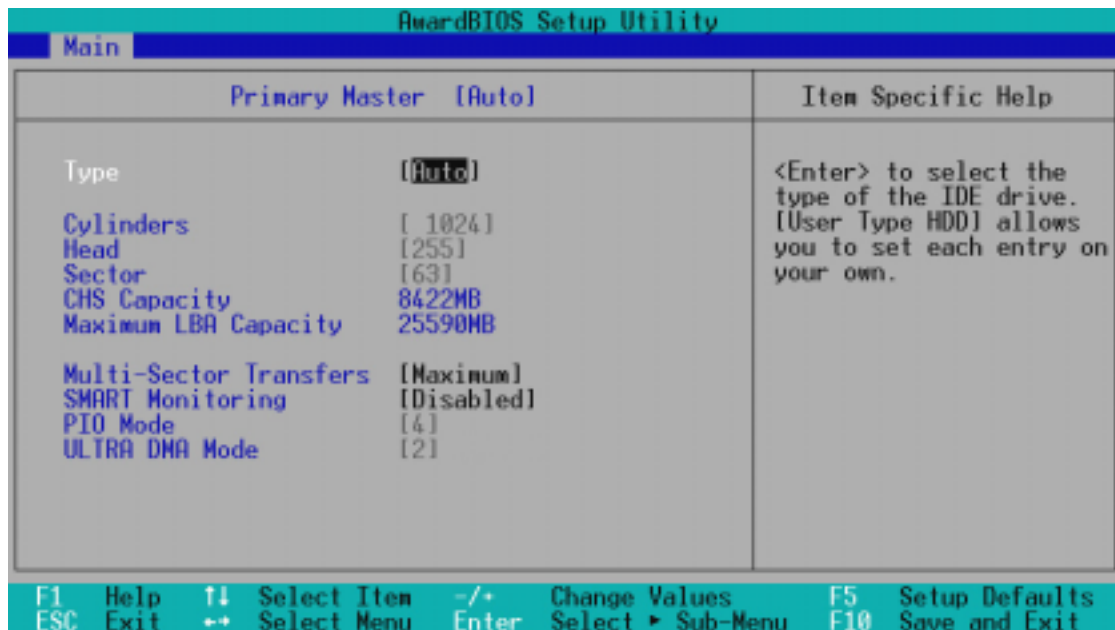 AwardBIOS Setup Utility
Main
Primary Master [Auto]
Item Specific Help
Type [Auto]
Cylinders [ 1024]
Head [255]
Sector [63]
CHS Capacity 8422MB
Maximum LBA Capacity 25590MB
Multi-Sector Transfers [Maximum]
SMART Monitoring [Disabled]
PIO Mode [4]
ULTRA DMA Mode [2]
<Enter> to select the
type of the IDE drive.
[User Type HDD] allows
you to set each entry on
your own.
F1 Help ↑↓ Select Item -/+ Change Values F5 Setup Defaults
ESC Exit ←→ Select Menu Enter Select ► Sub-Menu F10 Save and Exit